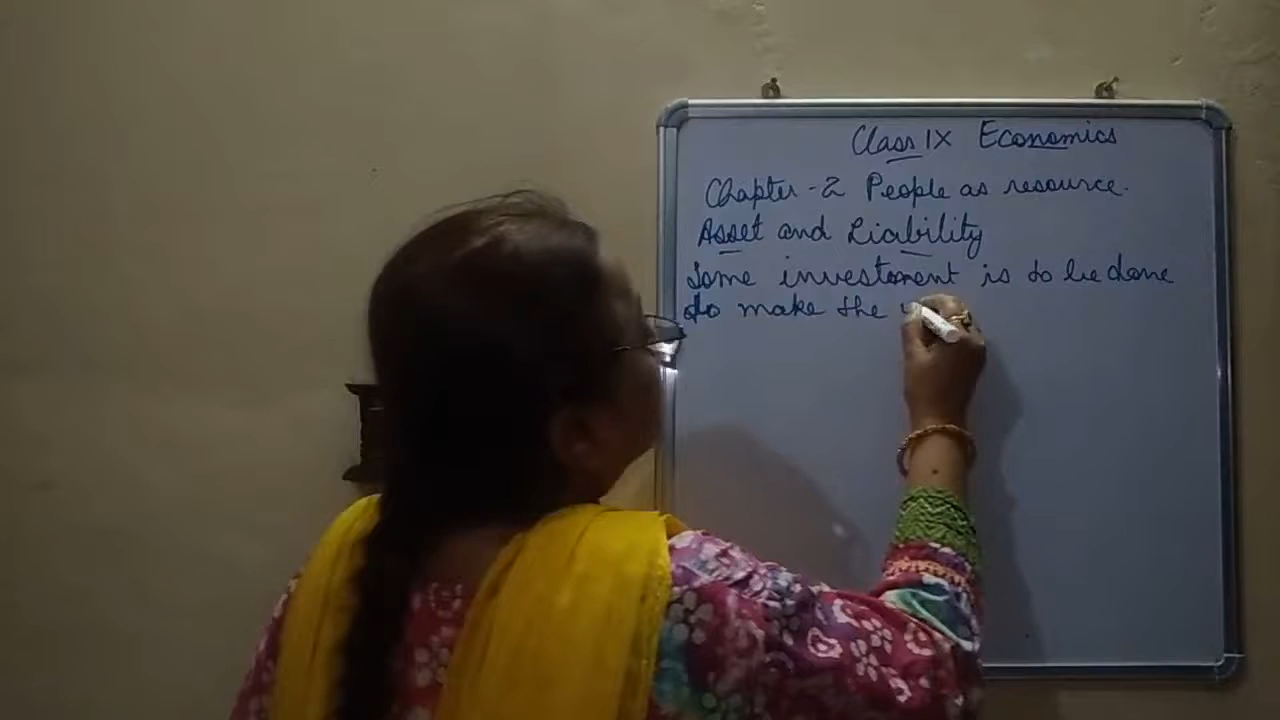 Class IX Economics
Chapter - 2 People as resource.
Asset and Liability
Some investment is to be done
to make the